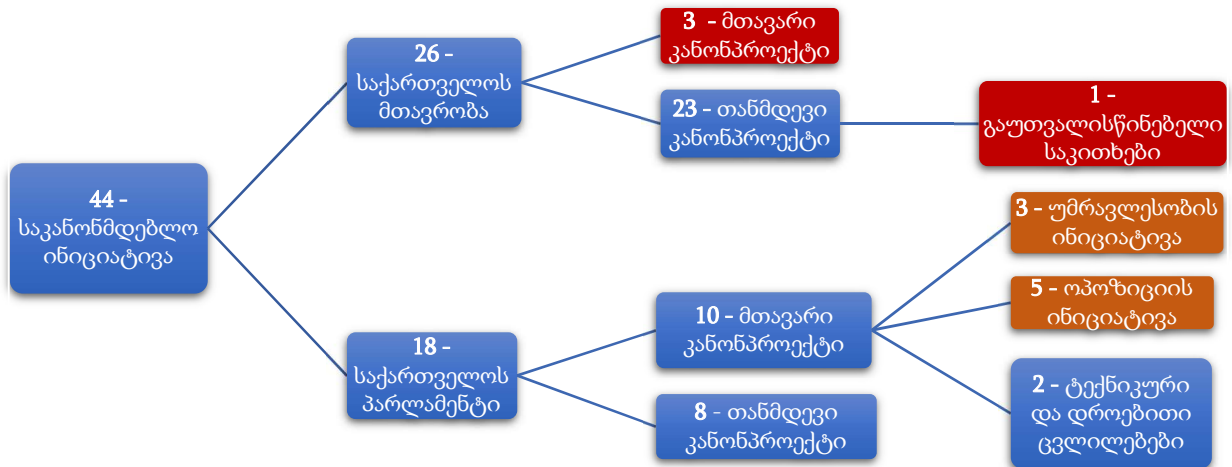 44 -
საკანონმდებლო
ინიციატივა
26 -
საქართველოს
მთავრობა
3 - მთავარი
კანონპროექტი
23 - თანმდევი
კანონპროექტი
1 -
გაუთვალისწინებელი
საკითხები
18 -
საქართველოს
პარლამენტი
10 - მთავარი
კანონპროექტი
3 - უმრავლესობის
ინიციატივა
5 - ოპოზიციის
ინიციატივა
2 - ტექნიკური
და დროებითი
ცვლილებები
8 - თანმდევი
კანონპროექტი